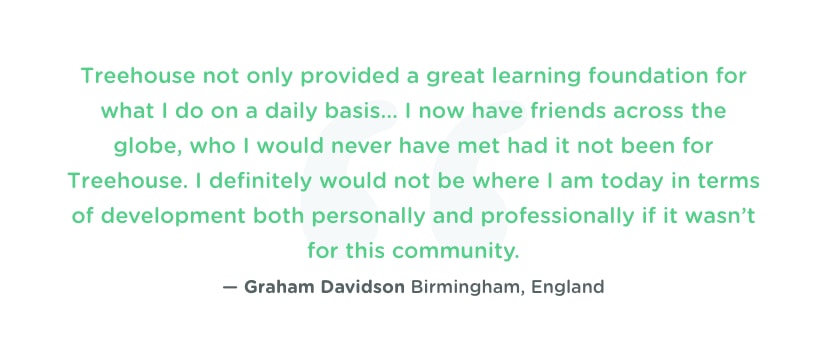 Treehouse not only provided a great learning foundation for
what I do on a daily basis... I now have friends across the
globe, who I would never have met had it not been for
Treehouse. I definitely would not be where I am today in terms
of development both personally and professionally if it wasn’t
for this community.
— Graham Davidson Birmingham, England